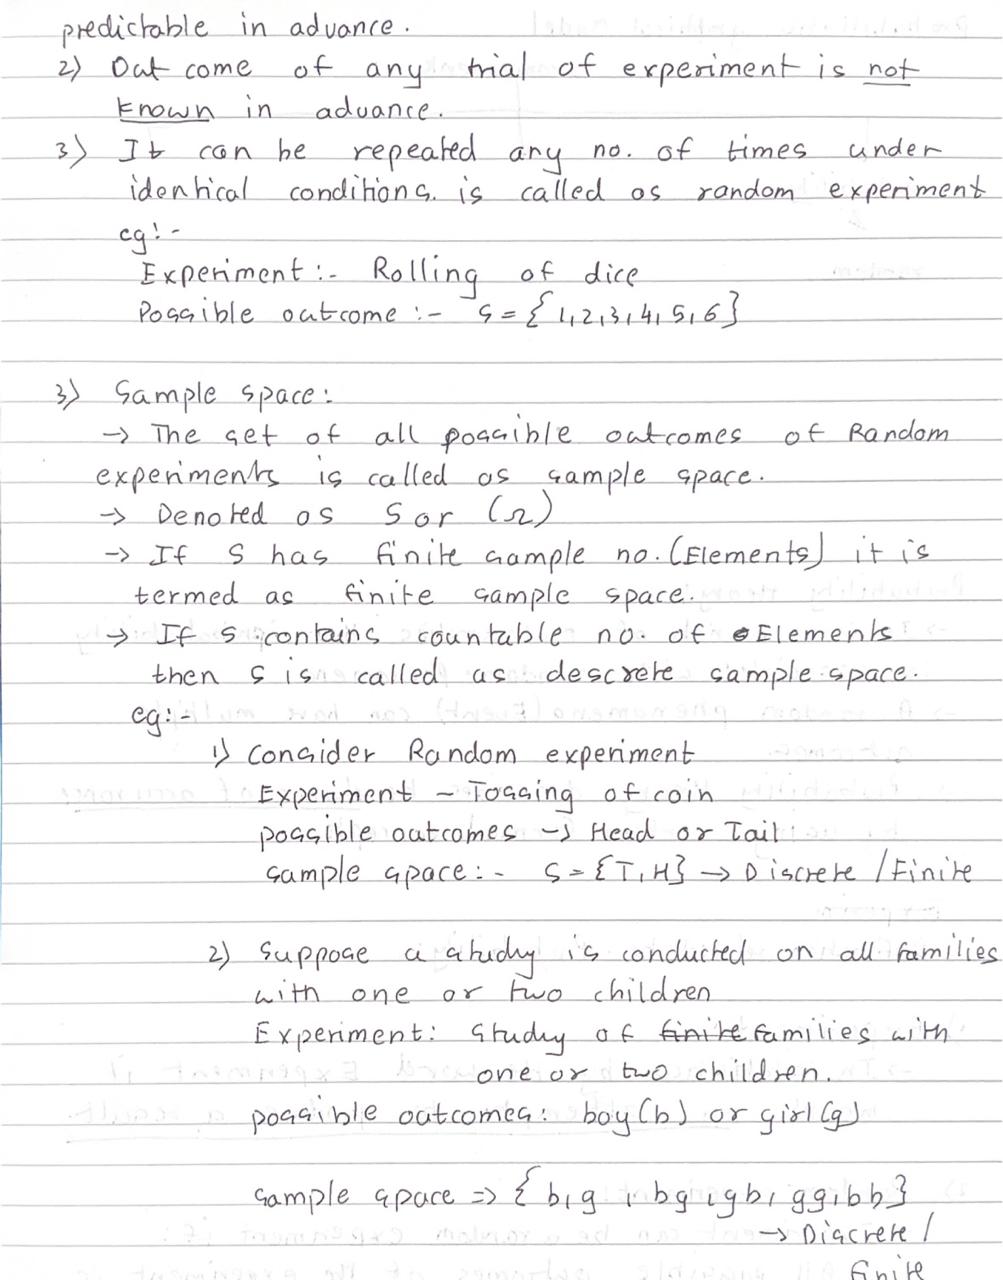 predictable in advance.
2) Out come of any trial of experiment is not
known in advance.
3) It can be repeated any no. of times under
identical conditions. is called as random experiment
eg:-
Experiment :- Rolling of dice
Possible outcome :- S = { 1,2,3,4,5,6 }
3) Sample space:
→ The set of all possible outcomes of Random
experiments is called as sample space.
→ Denoted as S or (Ω)
→ If S has finite sample no. (Elements) it is
termed as finite sample space.
→ If S contains countable no. of Elements
then S is called as descrete sample space.
eg:-
1) Consider Random experiment
Experiment - Tossing of coin
possible outcomes → Head or Tail
sample space:- S = {T,H} → Discrete / Finite
2) Suppose a study is conducted on all families
with one or two children
Experiment: Study of finite families with
one or two children.
possible outcomes: boy(b) or girl(g)
sample space => { b,g , bg,gb, gg,bb}
→ Discrete /
finite